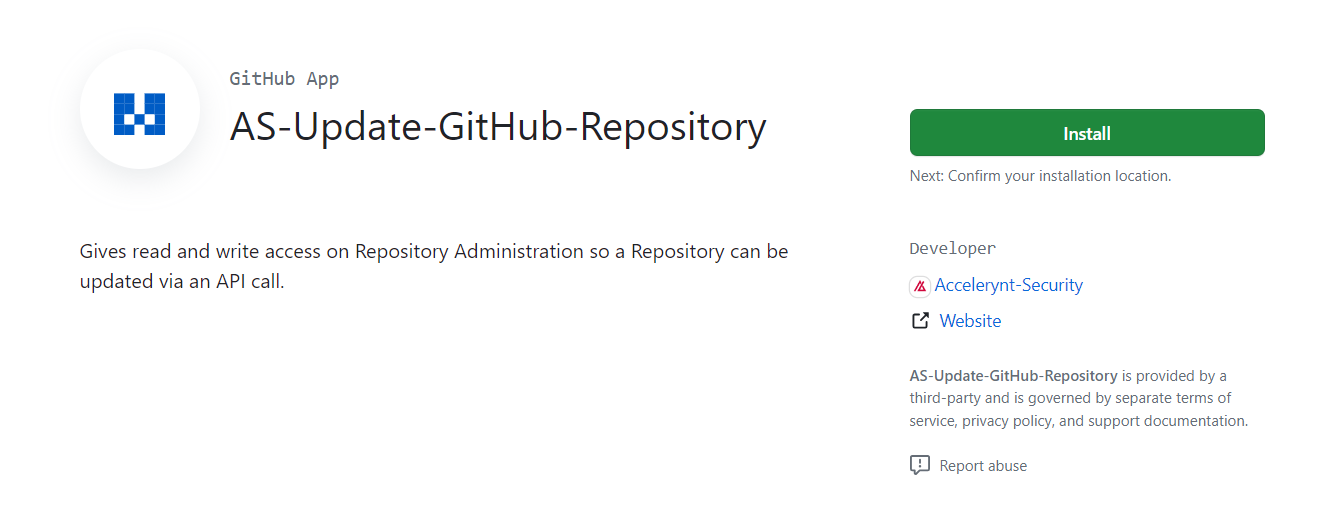 GitHub App
AS-Update-GitHub-Repository
Gives read and write access on Repository Administration so a Repository can be
updated via an API call.
Install
Next: Confirm your installation location.
Developer
Accelerynt-Security
Website
AS-Update-GitHub-Repository is provided by a
third-party and is governed by separate terms of
service, privacy policy, and support documentation.
Report abuse